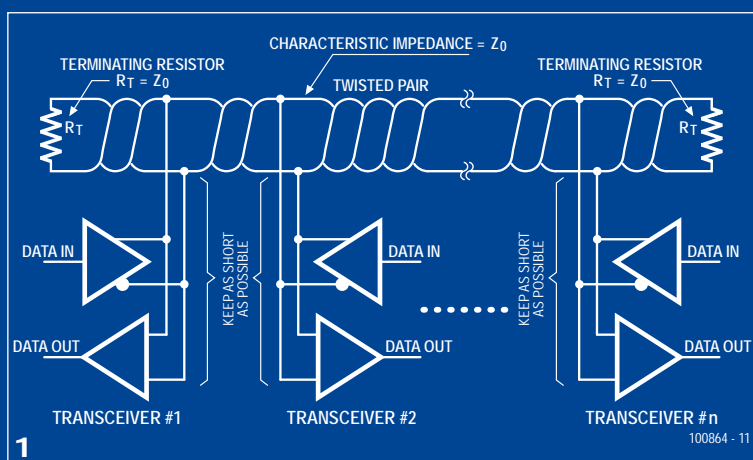 CHARACTERISTIC IMPEDANCE = Z0
TERMINATING RESISTOR
RT = Z0
TWISTED PAIR
TERMINATING RESISTOR
RT = Z0
RT
RT
DATA IN
DATA OUT
KEEP AS SHORT
AS POSSIBLE
KEEP AS SHORT
AS POSSIBLE
DATA IN
DATA OUT
DATA IN
DATA OUT
TRANSCEIVER #1
TRANSCEIVER #2
TRANSCEIVER #n
1
100864 - 11